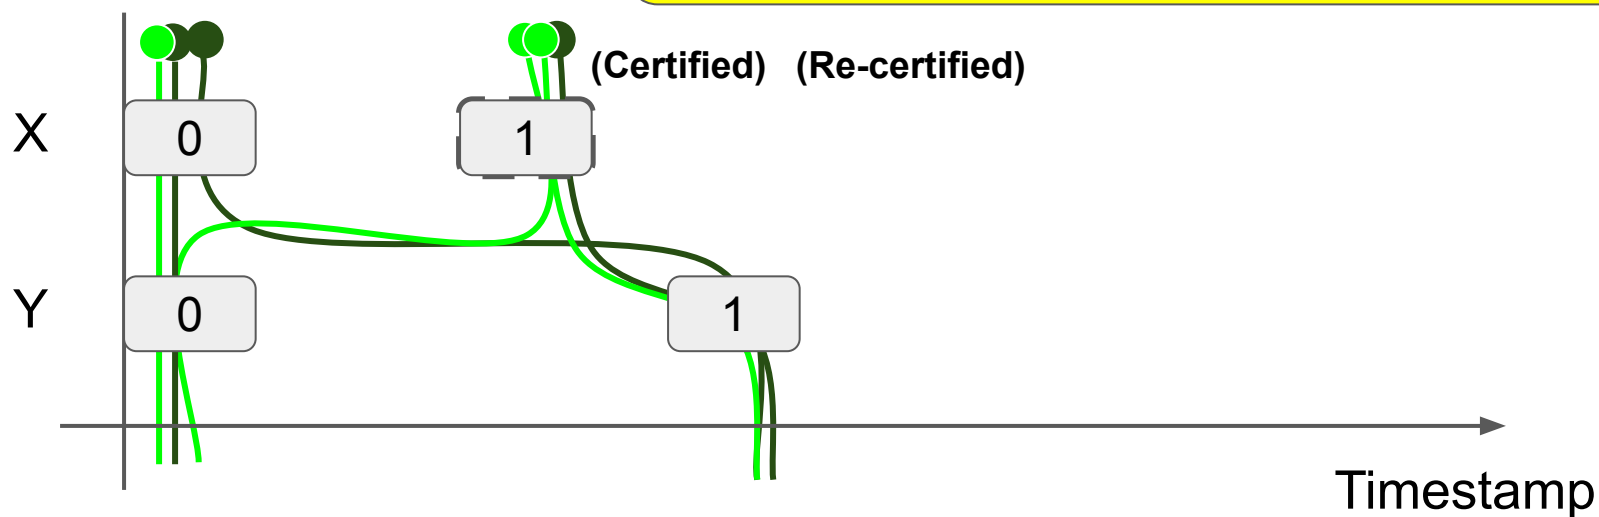 (Certified) (Re-certified)
X 0 1
Y 0 1
Timestamp